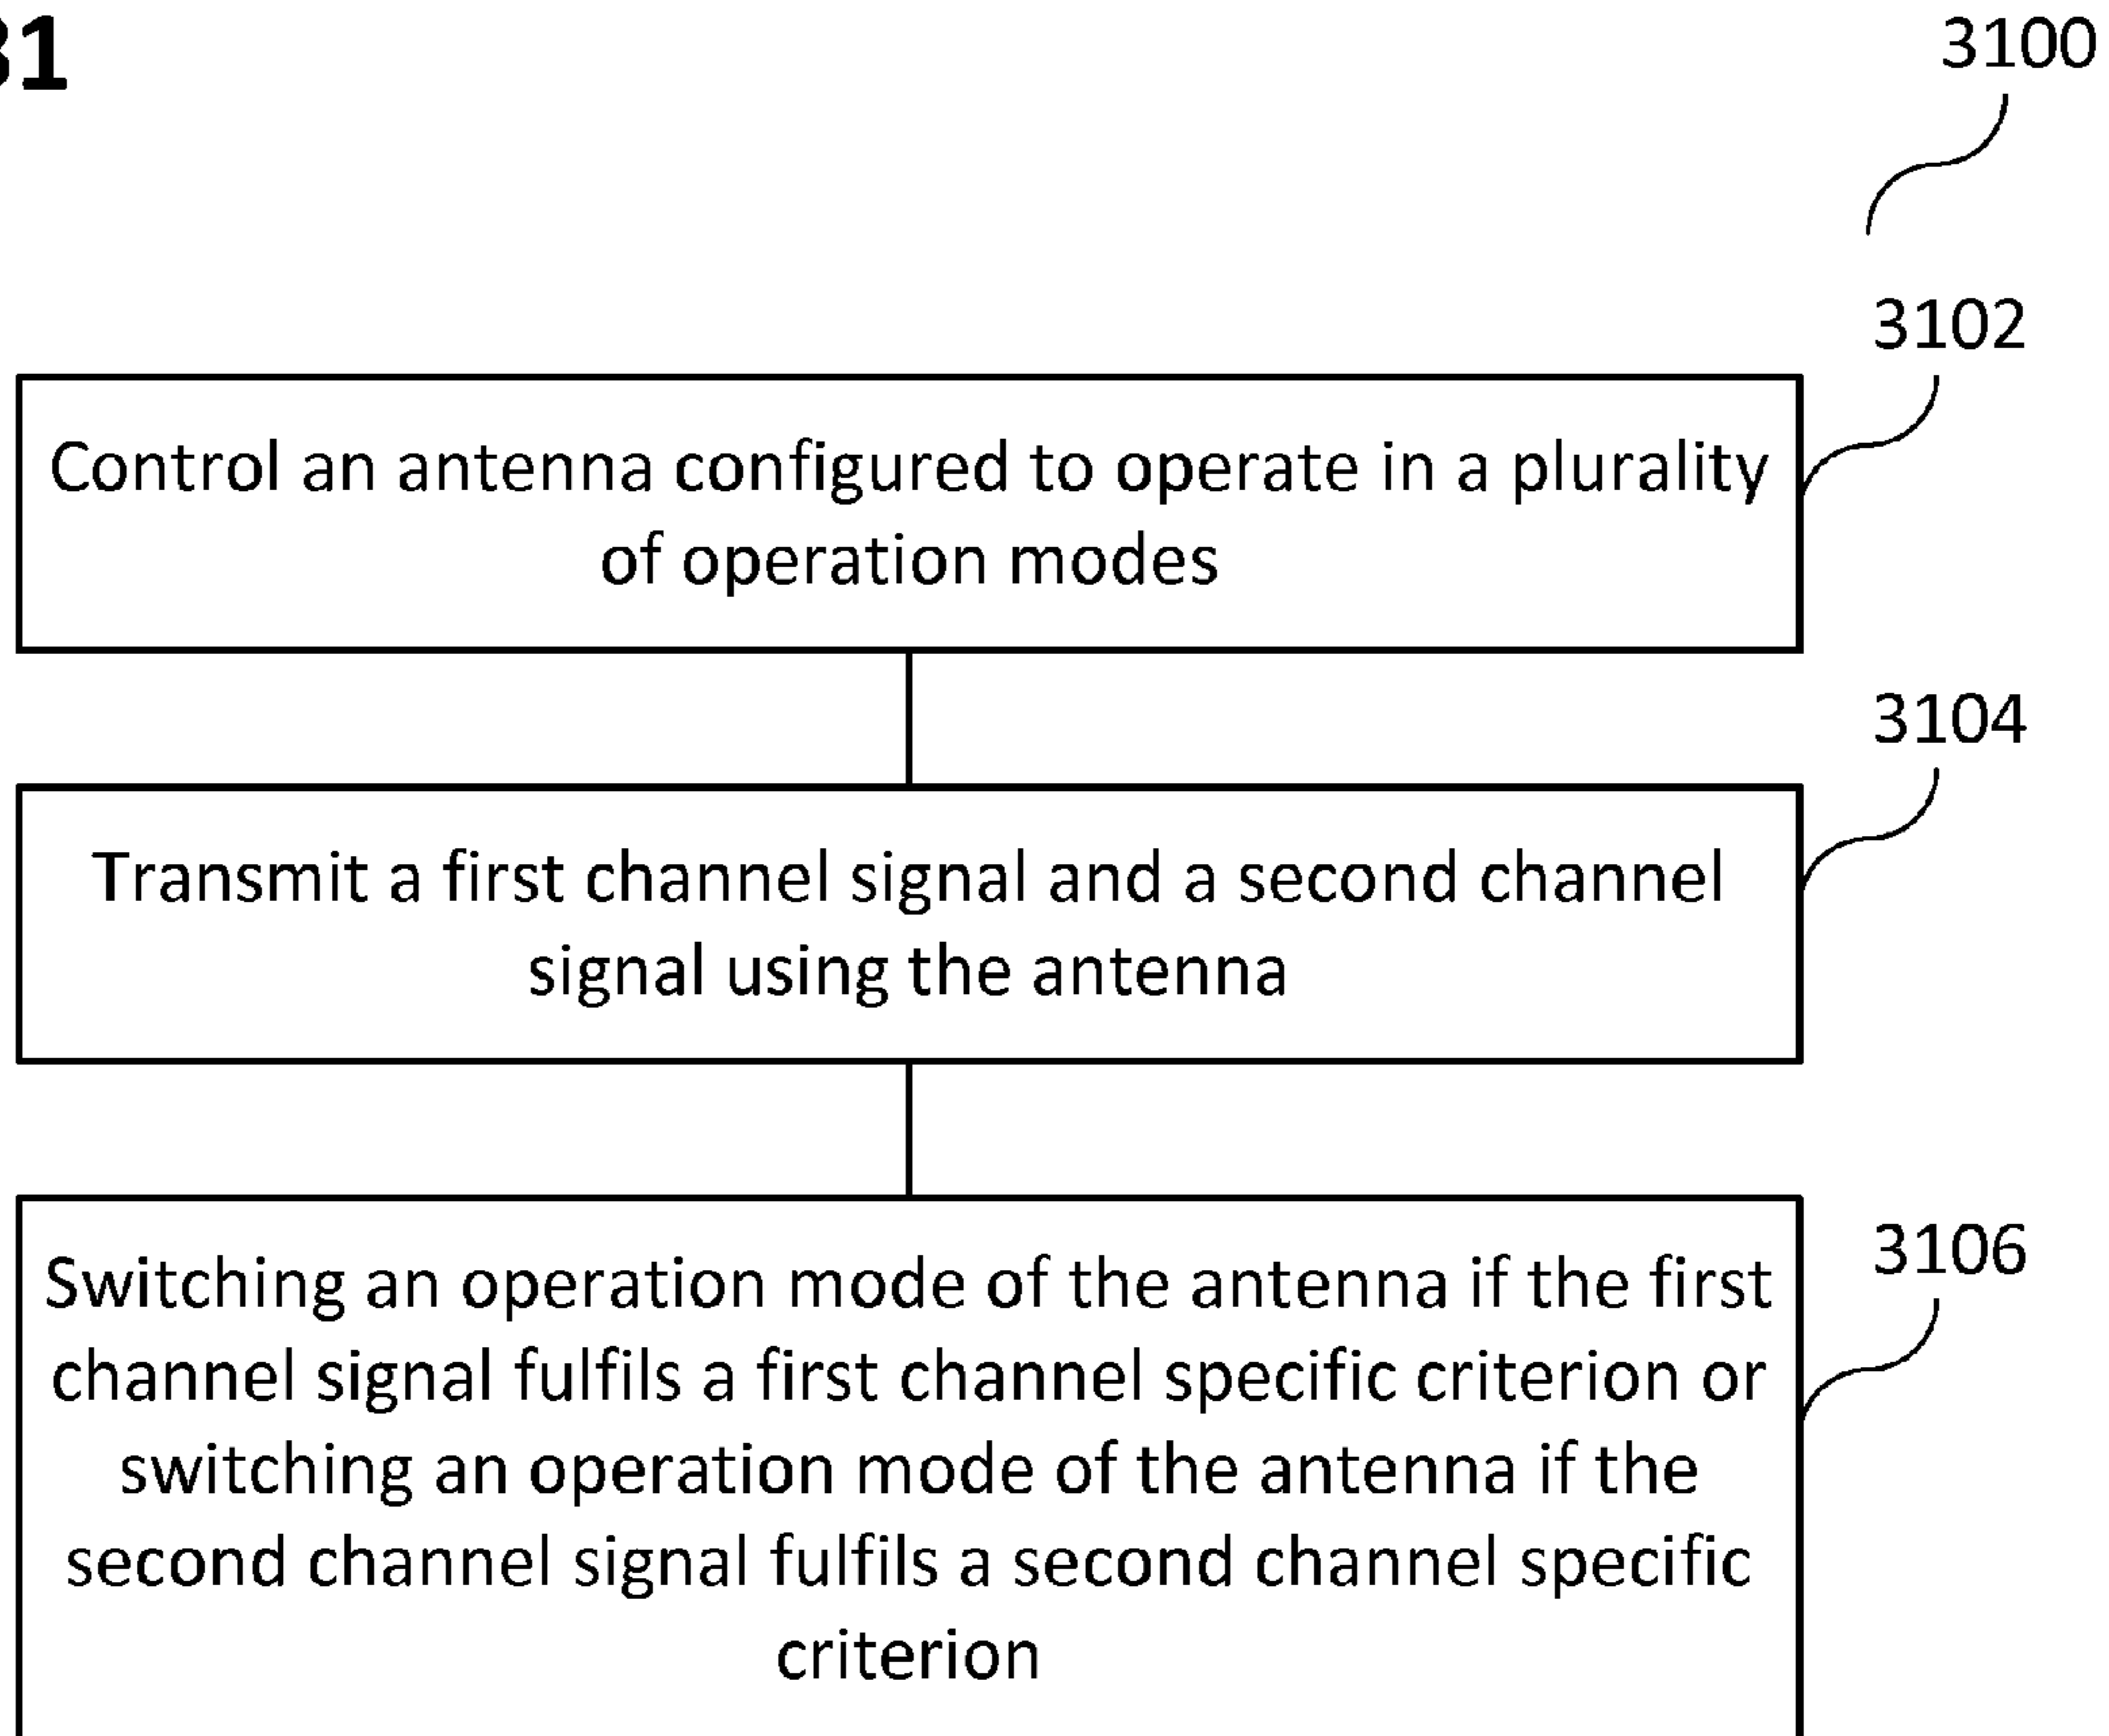 31
3100
3102
Control an antenna configured to operate in a plurality
of operation modes
3104
Transmit a first channel signal and a second channel
signal using the antenna
3106
Switching an operation mode of the antenna if the first
channel signal fulfils a first channel specific criterion or
switching an operation mode of the antenna if the
second channel signal fulfils a second channel specific
criterion